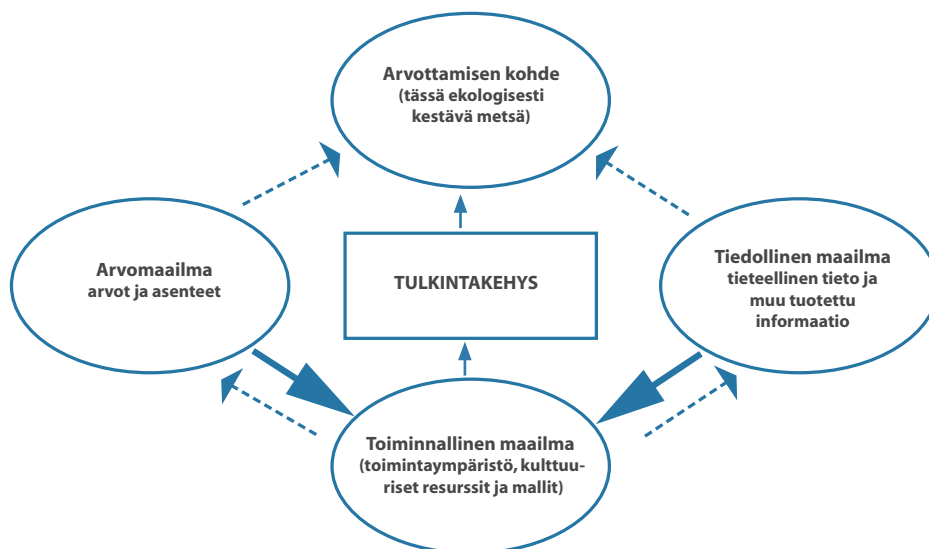 Arvottamisen kohde
(tässä ekologisesti
kestävä metsä)
Arvomaailma
arvot ja asenteet
TULKINTAKEHYS
Tiedollinen maailma
tieteellinen tieto ja
muu tuotettu
informaatio
Toiminnallinen maailma
(toimintaympäristö, kulttuu-
riset resurssit ja mallit)